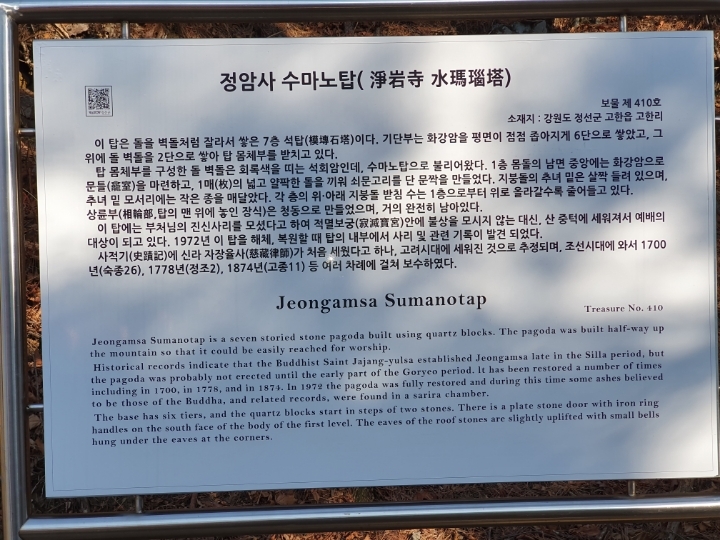 정암사 수마노탑( 淨岩寺 水瑪瑙塔)
보물 제 410호
소재지 : 강원도 정선군 고한읍 고한리
이 탑은 돌을 벽돌처럼 잘라서 쌓은 7층 석탑(模塼石塔)이다. 기단부는 화강암을 평면이 점점 좁아지게 6단으로 쌓았고, 그
위에 돌 벽돌을 2단으로 쌓아 탑 몸체부를 받치고 있다.
탑 몸체부를 구성한 돌 벽돌은 회록색을 띠는 석회암인데, 수마노탑으로 불리어왔다. 1층 몸돌의 남면 중앙에는 화강암으로
문틀(龕室)을 마련하고, 1매(枚)의 넓고 얄팍한 돌을 끼워 쇠문고리를 단 문짝을 만들었다. 지붕돌의 추녀 밑은 살짝 들려 있으며,
추녀 밑 모서리에는 작은 종을 매달았다. 각 층의 위·아래 지붕돌 받침 수는 1층으로부터 위로 올라갈수록 줄어들고 있다.
상륜부(相輪部,탑의 맨 위에 놓인 장식)은 청동으로 만들었으며, 거의 완전히 남아있다.
이 탑에는 부처님의 진신사리를 모셨다고 하여 적멸보궁(寂滅寶宮)안에 불상을 모시지 않는 대신, 산 중턱에 세워져서 예배의
대상이 되고 있다. 1972년 이 탑을 해체, 복원할 때 탑의 내부에서 사리 및 관련 기록이 발견 되었다.
사적기(史蹟記)에 신라 자장율사(慈藏律師)가 처음 세웠다고 하나, 고려시대에 세워진 것으로 추정되며, 조선시대에 와서 1700
년(숙종26), 1778년(정조2), 1874년(고종11) 등 여러 차례에 걸쳐 보수하였다.
Jeongamsa Sumanotap
Treasure No. 410
Jeongamsa Sumanotap is a seven storied stone pagoda built using quartz blocks. The pagoda was built half-way up
the mountain so that it could be easily reached for worship.
Historical records indicate that the Buddhist Saint Jajang-yulsa established Jeongamsa late in the Silla period, but
the pagoda was probably not erected until the early part of the Goryeo period. It has been restored a number of times
including in 1700, in 1778, and in 1874. In 1972 the pagoda was fully restored and during this time some ashes believed
to be those of the Buddha, and related records, were found in a sarira chamber.
The base has six tiers, and the quartz blocks start in steps of two stones. There is a plate stone door with iron ring
handles on the south face of the body of the first level. The eaves of the roof stones are slightly uplifted with small bells
hung under the eaves at the corners.